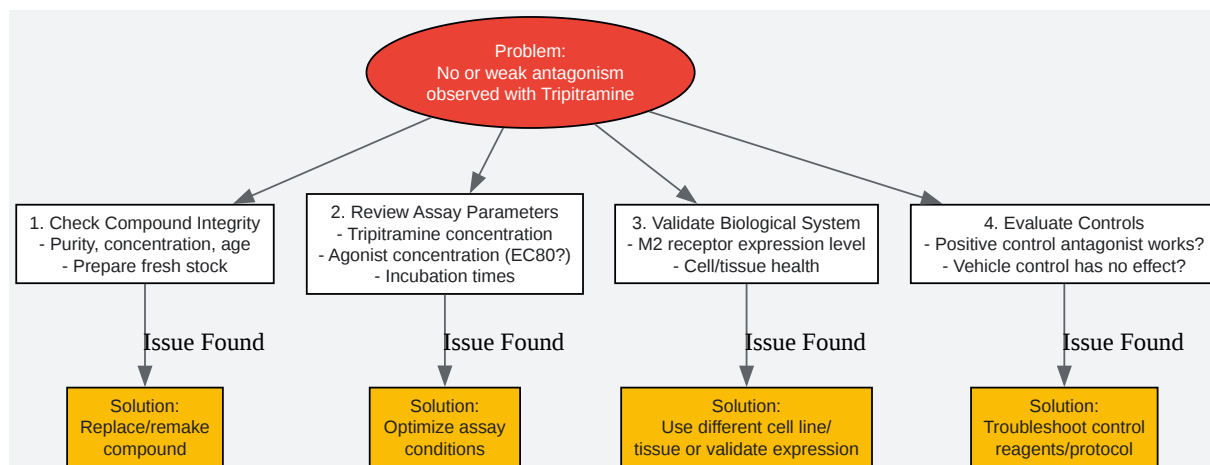 Problem:
No or weak antagonism
observed with Tripitramine
1. Check Compound Integrity
- Purity, concentration, age
- Prepare fresh stock
2. Review Assay Parameters
- Tripitramine concentration
- Agonist concentration (EC80?)
- Incubation times
3. Validate Biological System
- M2 receptor expression level
- Cell/tissue health
4. Evaluate Controls
- Positive control antagonist works?
- Vehicle control has no effect?
Issue Found
Issue Found
Issue Found
Issue Found
Solution:
Replace/remake
compound
Solution:
Optimize assay
conditions
Solution:
Use different cell line/
tissue or validate expression
Solution:
Troubleshoot control
reagents/protocol